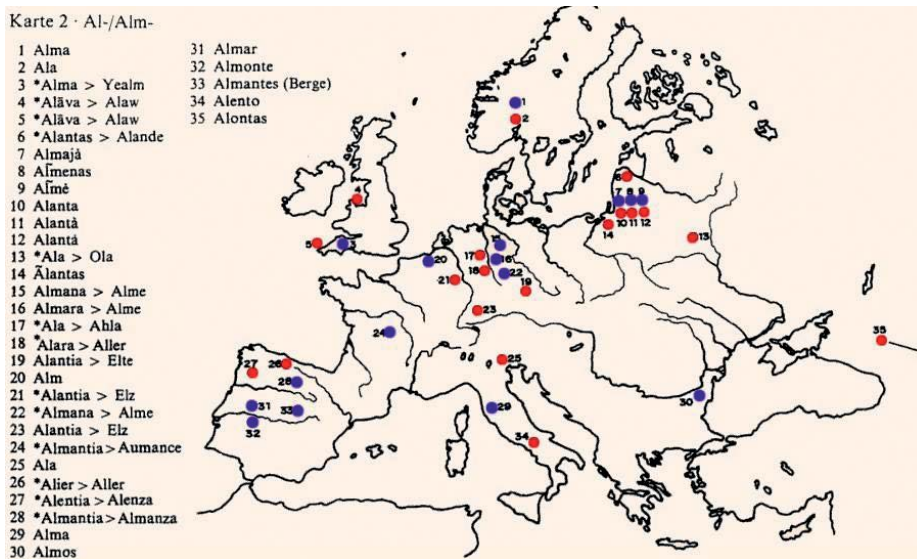 Karte 2 · Al-/Alm-
1 Alma
2 Ala
3 *Alma > Yealm
4 *Alāva > Alaw
5 *Alāva > Alaw
6 *Alantas > Alande
7 Almajà
8 Al̃menas
9 Al̃mė
10 Alanta
11 Alantà
12 Alantá
13 *Ala > Ola
14 Ālantas
15 Almana > Alme
16 Almara > Alme
17 *Ala > Ahla
18 *Alara > Aller
19 Alantia > Elte
20 Alm
21 *Alantia > Elz
22 *Almana > Alme
23 Alantia > Elz
24 *Almantia > Aumance
25 Ala
26 *Alier > Aller
27 *Alentia > Alenza
28 *Almantia > Almanza
29 Alma
30 Almos
31 Almar
32 Almonte
33 Almantes (Berge)
34 Alento
35 Alontas
1
2
6
4
7 8 9
10 11 12
14
13
5
3
15
17
20
16
18
22
21
19
23
35
24
25
27
26
28
30
31
33
29
32
34